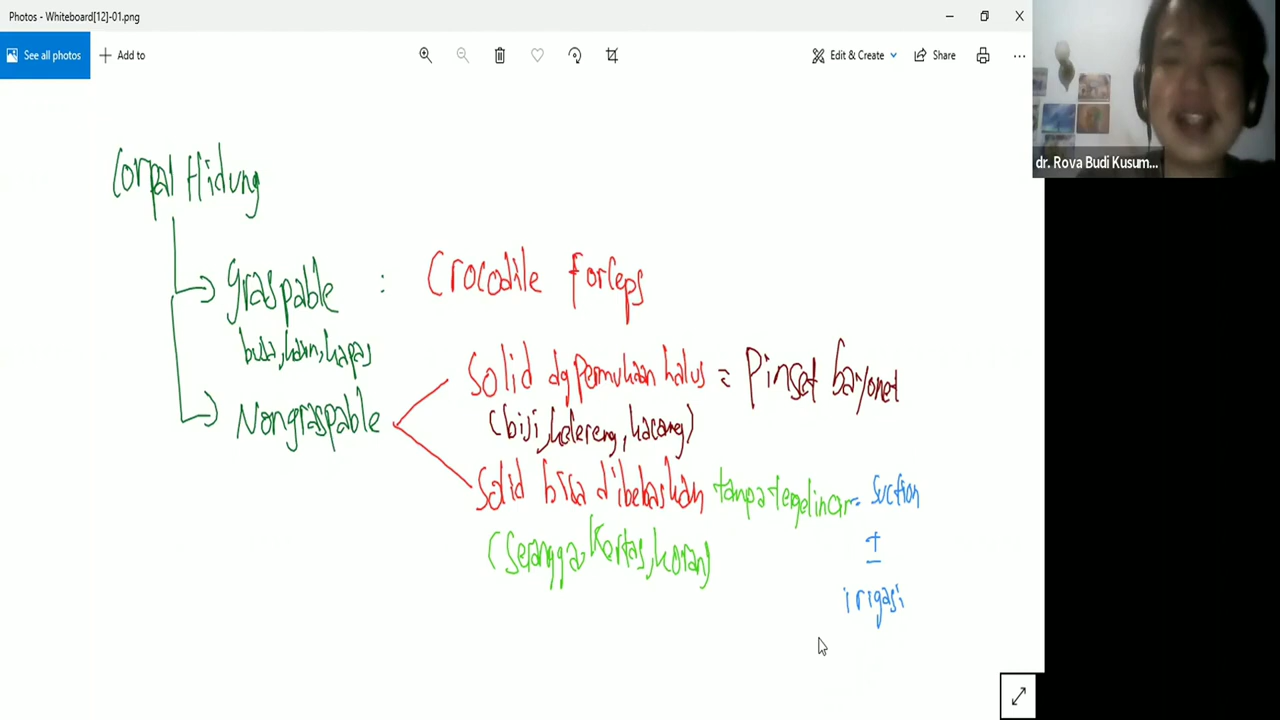 Photos - Whiteboard[12]-01.png
See all photos
Add to
Edit & Create
Share
dr. Rova Budi Kusum...
Corpal Hidung
Graspable : Crocodile Forceps
busa, kain, kapas
Nongraspable
Solid dg permukaan halus = Pinset bayonet
(biji, kelereng, kacang)
Solid bisa dibebaskan tanpa tergelincir = Suction
±
irigasi
(Serangga, Kertas, koran)